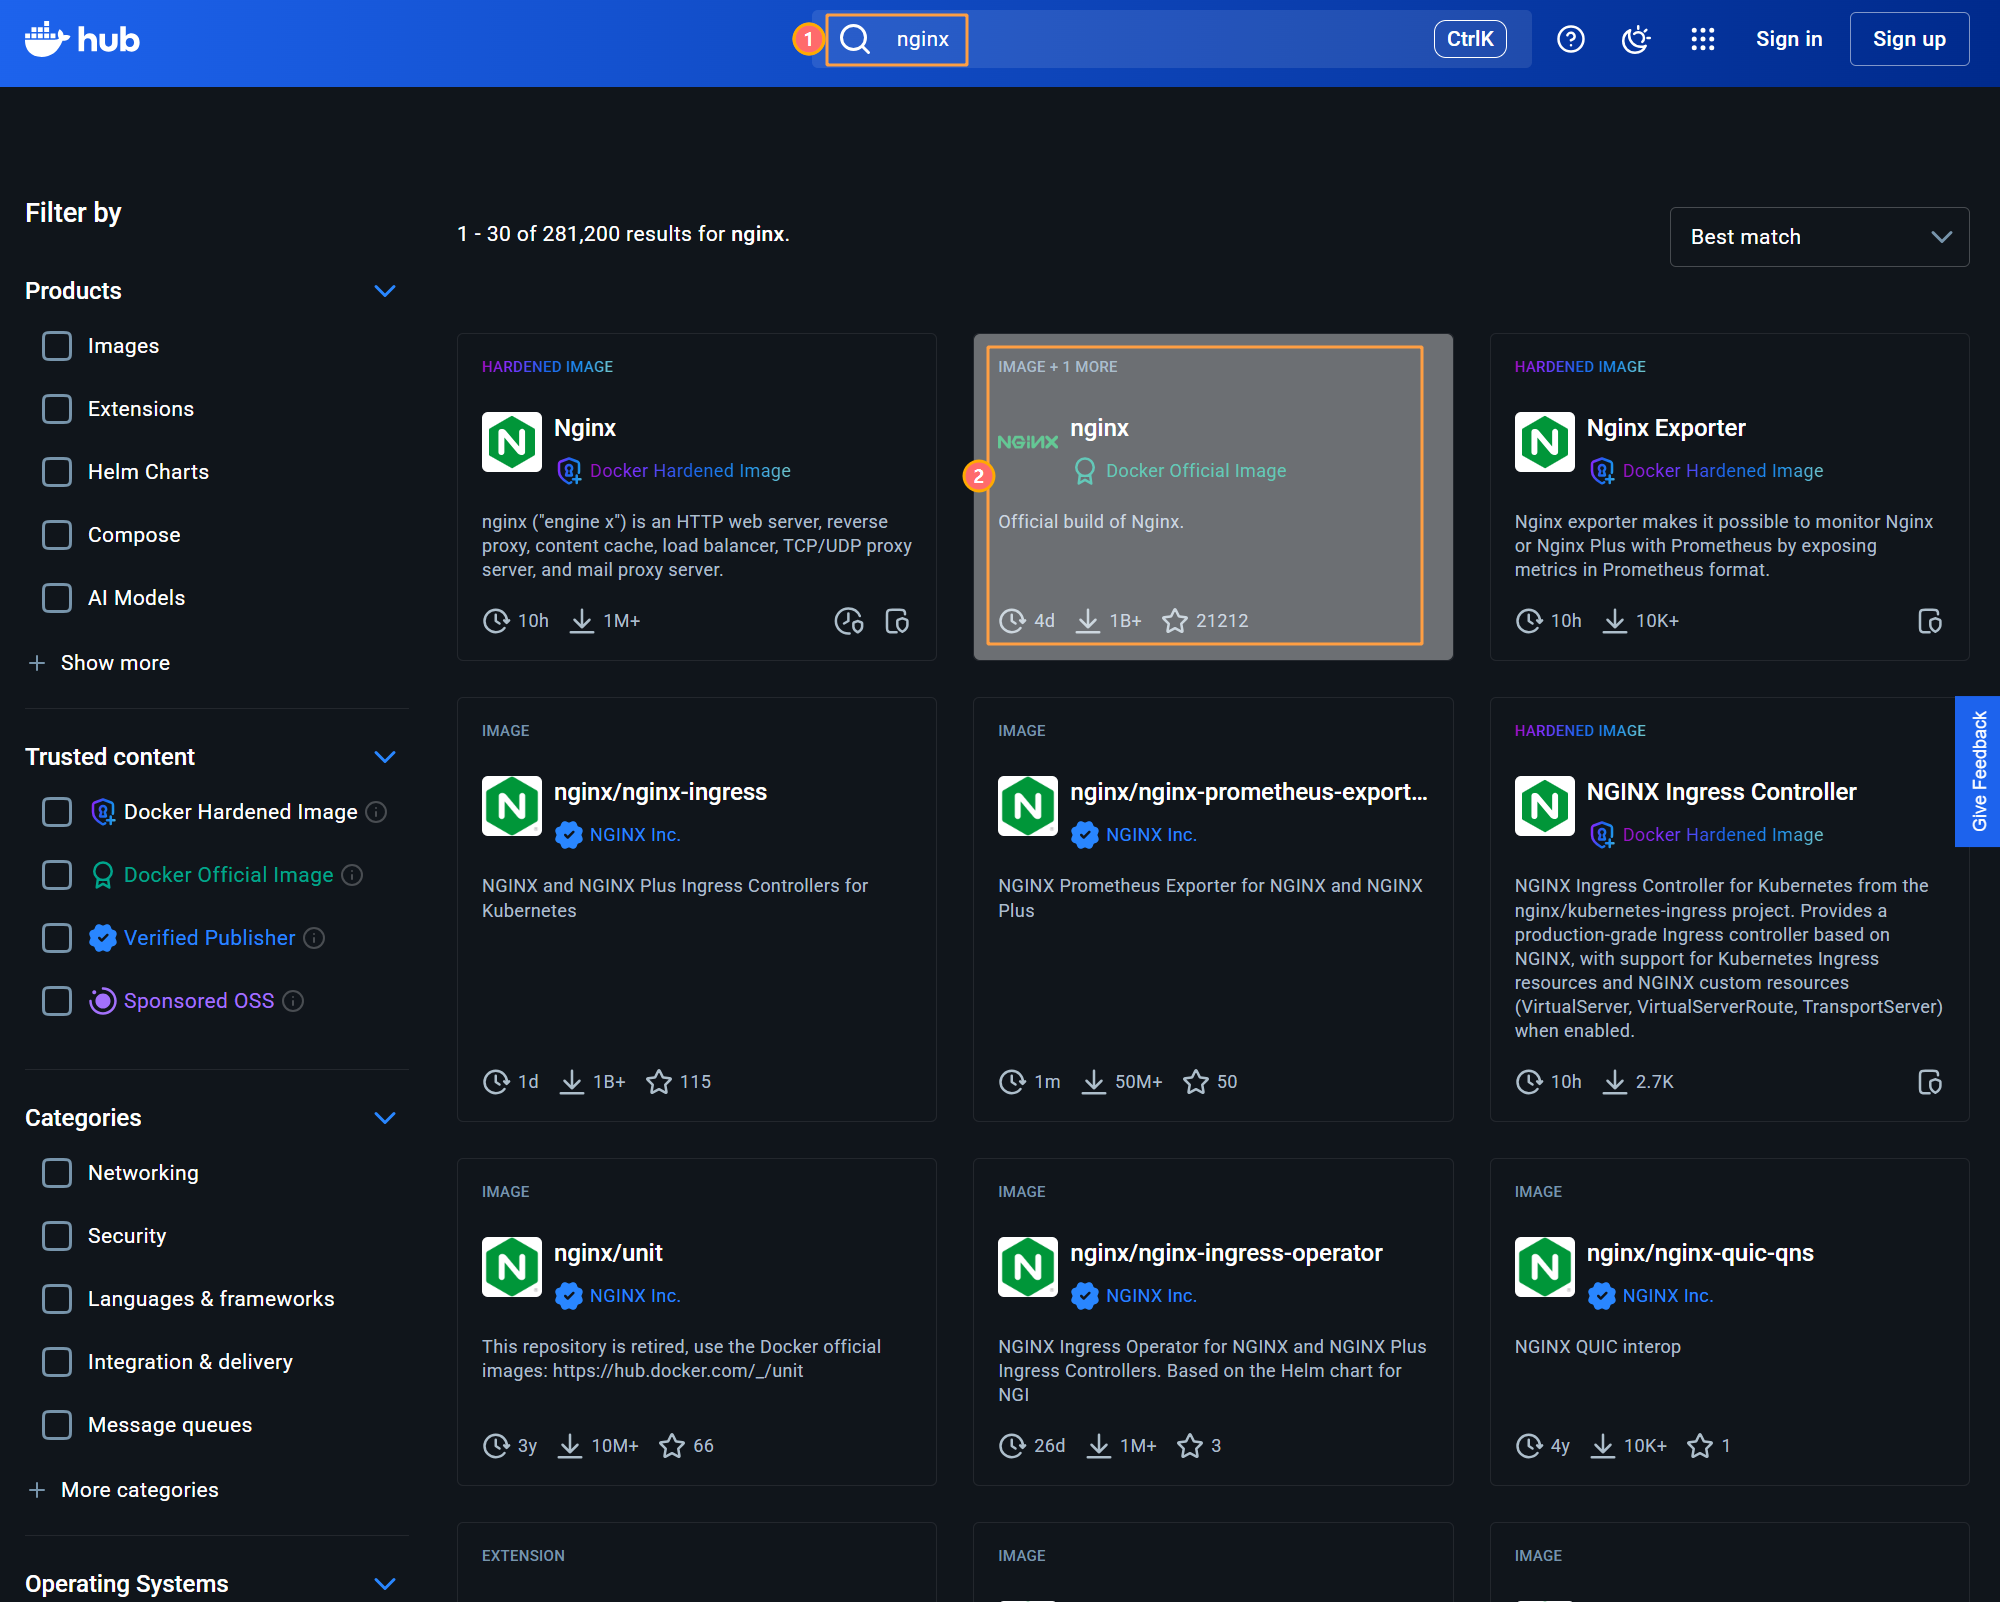 hub
1
nginx
CtrlK
Sign in
Sign up
Filter by
1 - 30 of 281,200 results for nginx.
Best match
Products
Images
Extensions
Helm Charts
Compose
AI Models
Show more
Trusted content
Docker Hardened Image
Docker Official Image
Verified Publisher
Sponsored OSS
Categories
Networking
Security
Languages & frameworks
Integration & delivery
Message queues
More categories
Operating Systems
HARDENED IMAGE
Nginx
Docker Hardened Image
nginx ("engine x") is an HTTP web server, reverse
proxy, content cache, load balancer, TCP/UDP proxy
server, and mail proxy server.
10h 1M+
2
IMAGE + 1 MORE
NGINX
nginx
Docker Official Image
Official build of Nginx.
4d 1B+ 21212
HARDENED IMAGE
Nginx Exporter
Docker Hardened Image
Nginx exporter makes it possible to monitor Nginx
or Nginx Plus with Prometheus by exposing
metrics in Prometheus format.
10h 10K+
IMAGE
nginx/nginx-ingress
NGINX Inc.
NGINX and NGINX Plus Ingress Controllers for
Kubernetes
1d 1B+ 115
IMAGE
nginx/nginx-prometheus-export...
NGINX Inc.
NGINX Prometheus Exporter for NGINX and NGINX
Plus
1m 50M+ 50
HARDENED IMAGE
NGINX Ingress Controller
Docker Hardened Image
NGINX Ingress Controller for Kubernetes from the
nginx/kubernetes-ingress project. Provides a
production-grade Ingress controller based on
NGINX, with support for Kubernetes Ingress
resources and NGINX custom resources
(VirtualServer, VirtualServerRoute, TransportServer)
when enabled.
10h 2.7K
Give Feedback
IMAGE
nginx/unit
NGINX Inc.
This repository is retired, use the Docker official
images: https://hub.docker.com/_/unit
3y 10M+ 66
IMAGE
nginx/nginx-ingress-operator
NGINX Inc.
NGINX Ingress Operator for NGINX and NGINX Plus
Ingress Controllers. Based on the Helm chart for
NGI
26d 1M+ 3
IMAGE
nginx/nginx-quic-qns
NGINX Inc.
NGINX QUIC interop
4y 10K+ 1
EXTENSION
IMAGE
IMAGE